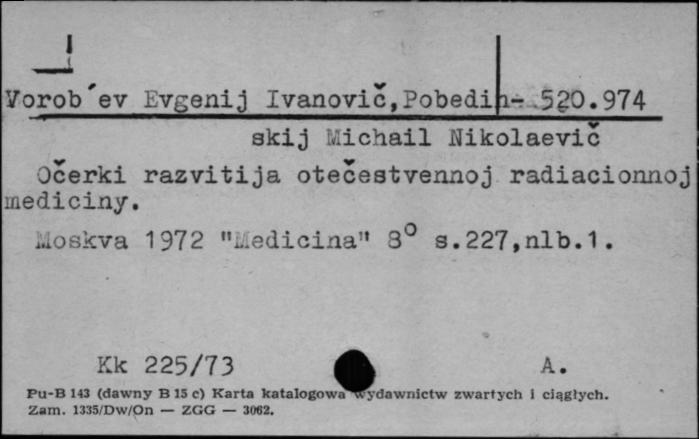 Vorob´ev Evgenij Ivanovič,Pobedin- 520.974
skij Michail Nikolaevič
Očerki razvitija otečestvennoj radiacionnoj
mediciny.
Moskva 1972 "Medicina" 8° s.227,nlb.1.
Kk 225/73 A.
Pu-B 143 (dawny B 15 c) Karta katalogowa wydawnictw zwartych i ciągłych.
Zam. 1335/Dw/On — ZGG — 3062.